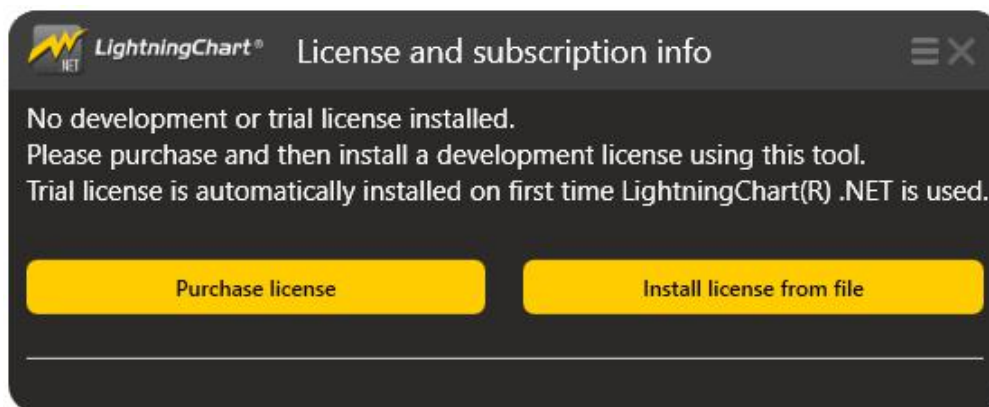 LightningChart® License and subscription info
NET
No development or trial license installed.
Please purchase and then install a development license using this tool.
Trial license is automatically installed on first time LightningChart(R) .NET is used.
Purchase license Install license from file